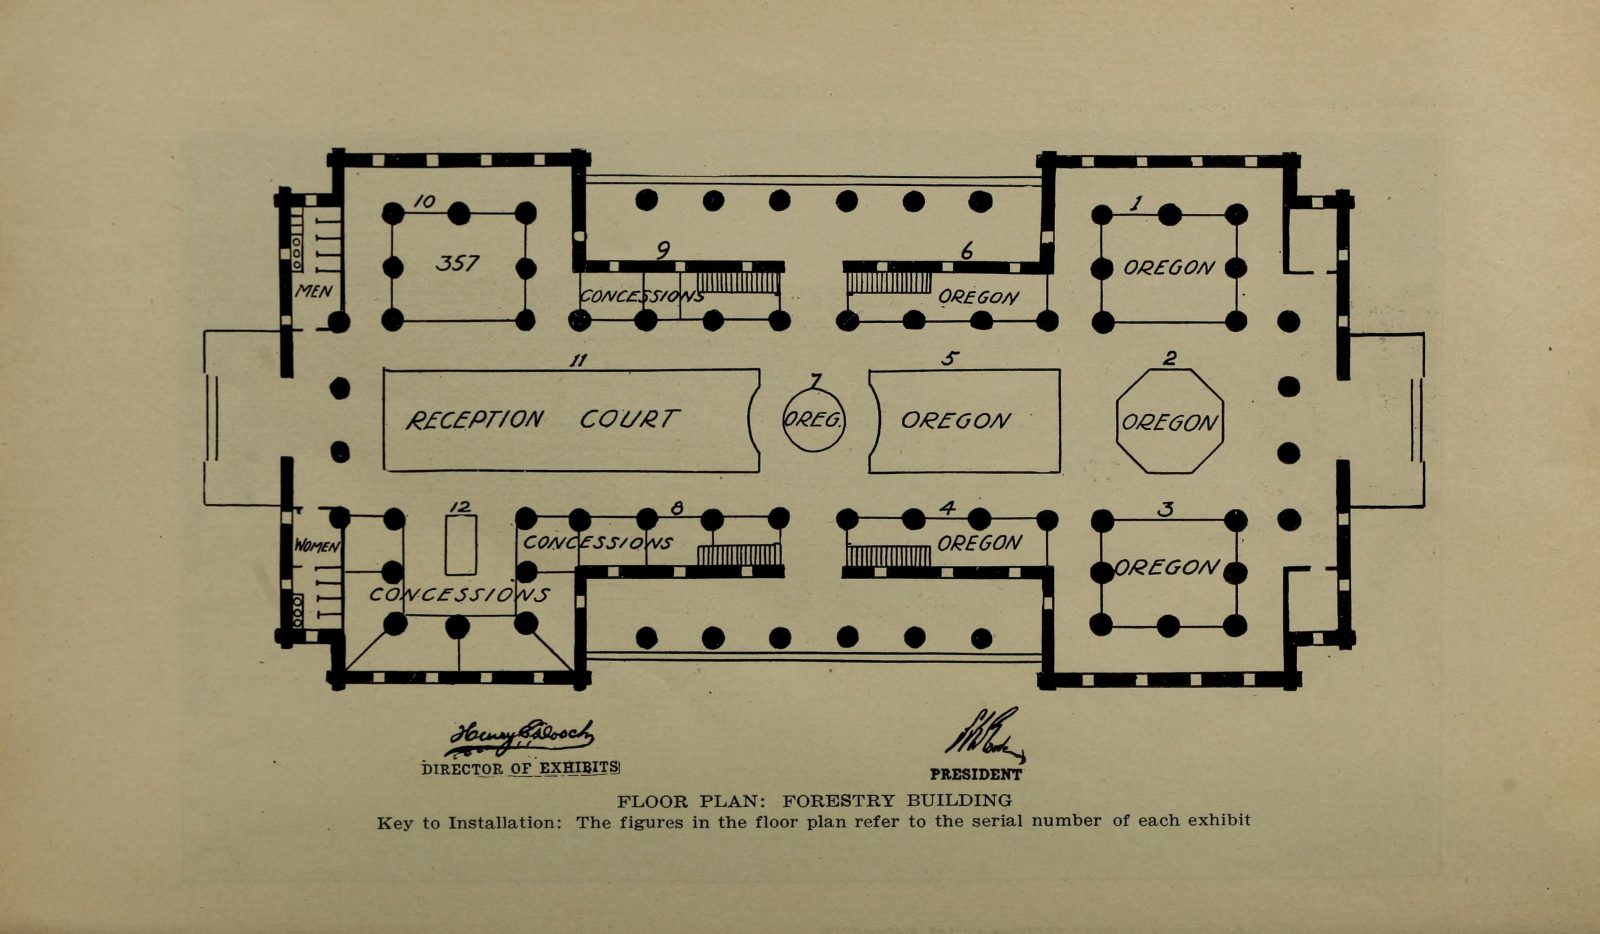 10
1
357
9
6
OREGON
MEN
CONCESSIONS
OREGON
11
5
2
7
RECEPTION COURT
OREG.
OREGON
OREGON
12
8
4
3
WOMEN
CONCESSIONS
OREGON
OREGON
CONCESSIONS
DIRECTOR OF EXHIBITS
PRESIDENT
FLOOR PLAN: FORESTRY BUILDING
Key to Installation: The figures in the floor plan refer to the serial number of each exhibit